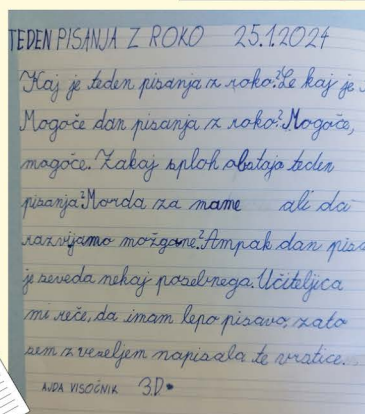 TEDEN PISANJA Z ROKO 25.1.2024
Kaj je teden pisanja z roko? Le kaj je
Mogoče dan pisanja z roko? Mogoče,
mogoče. Zakaj sploh obstaja teden
pisanja? Morda za mame ali da
razvijamo možgane? Ampak dan pisa
je seveda nekaj posebnega. Učiteljica
mi reče, da imam lepo pisavo, zato
sem z veseljem napisala te vrstice.
AJDA VISOČNIK 3.D